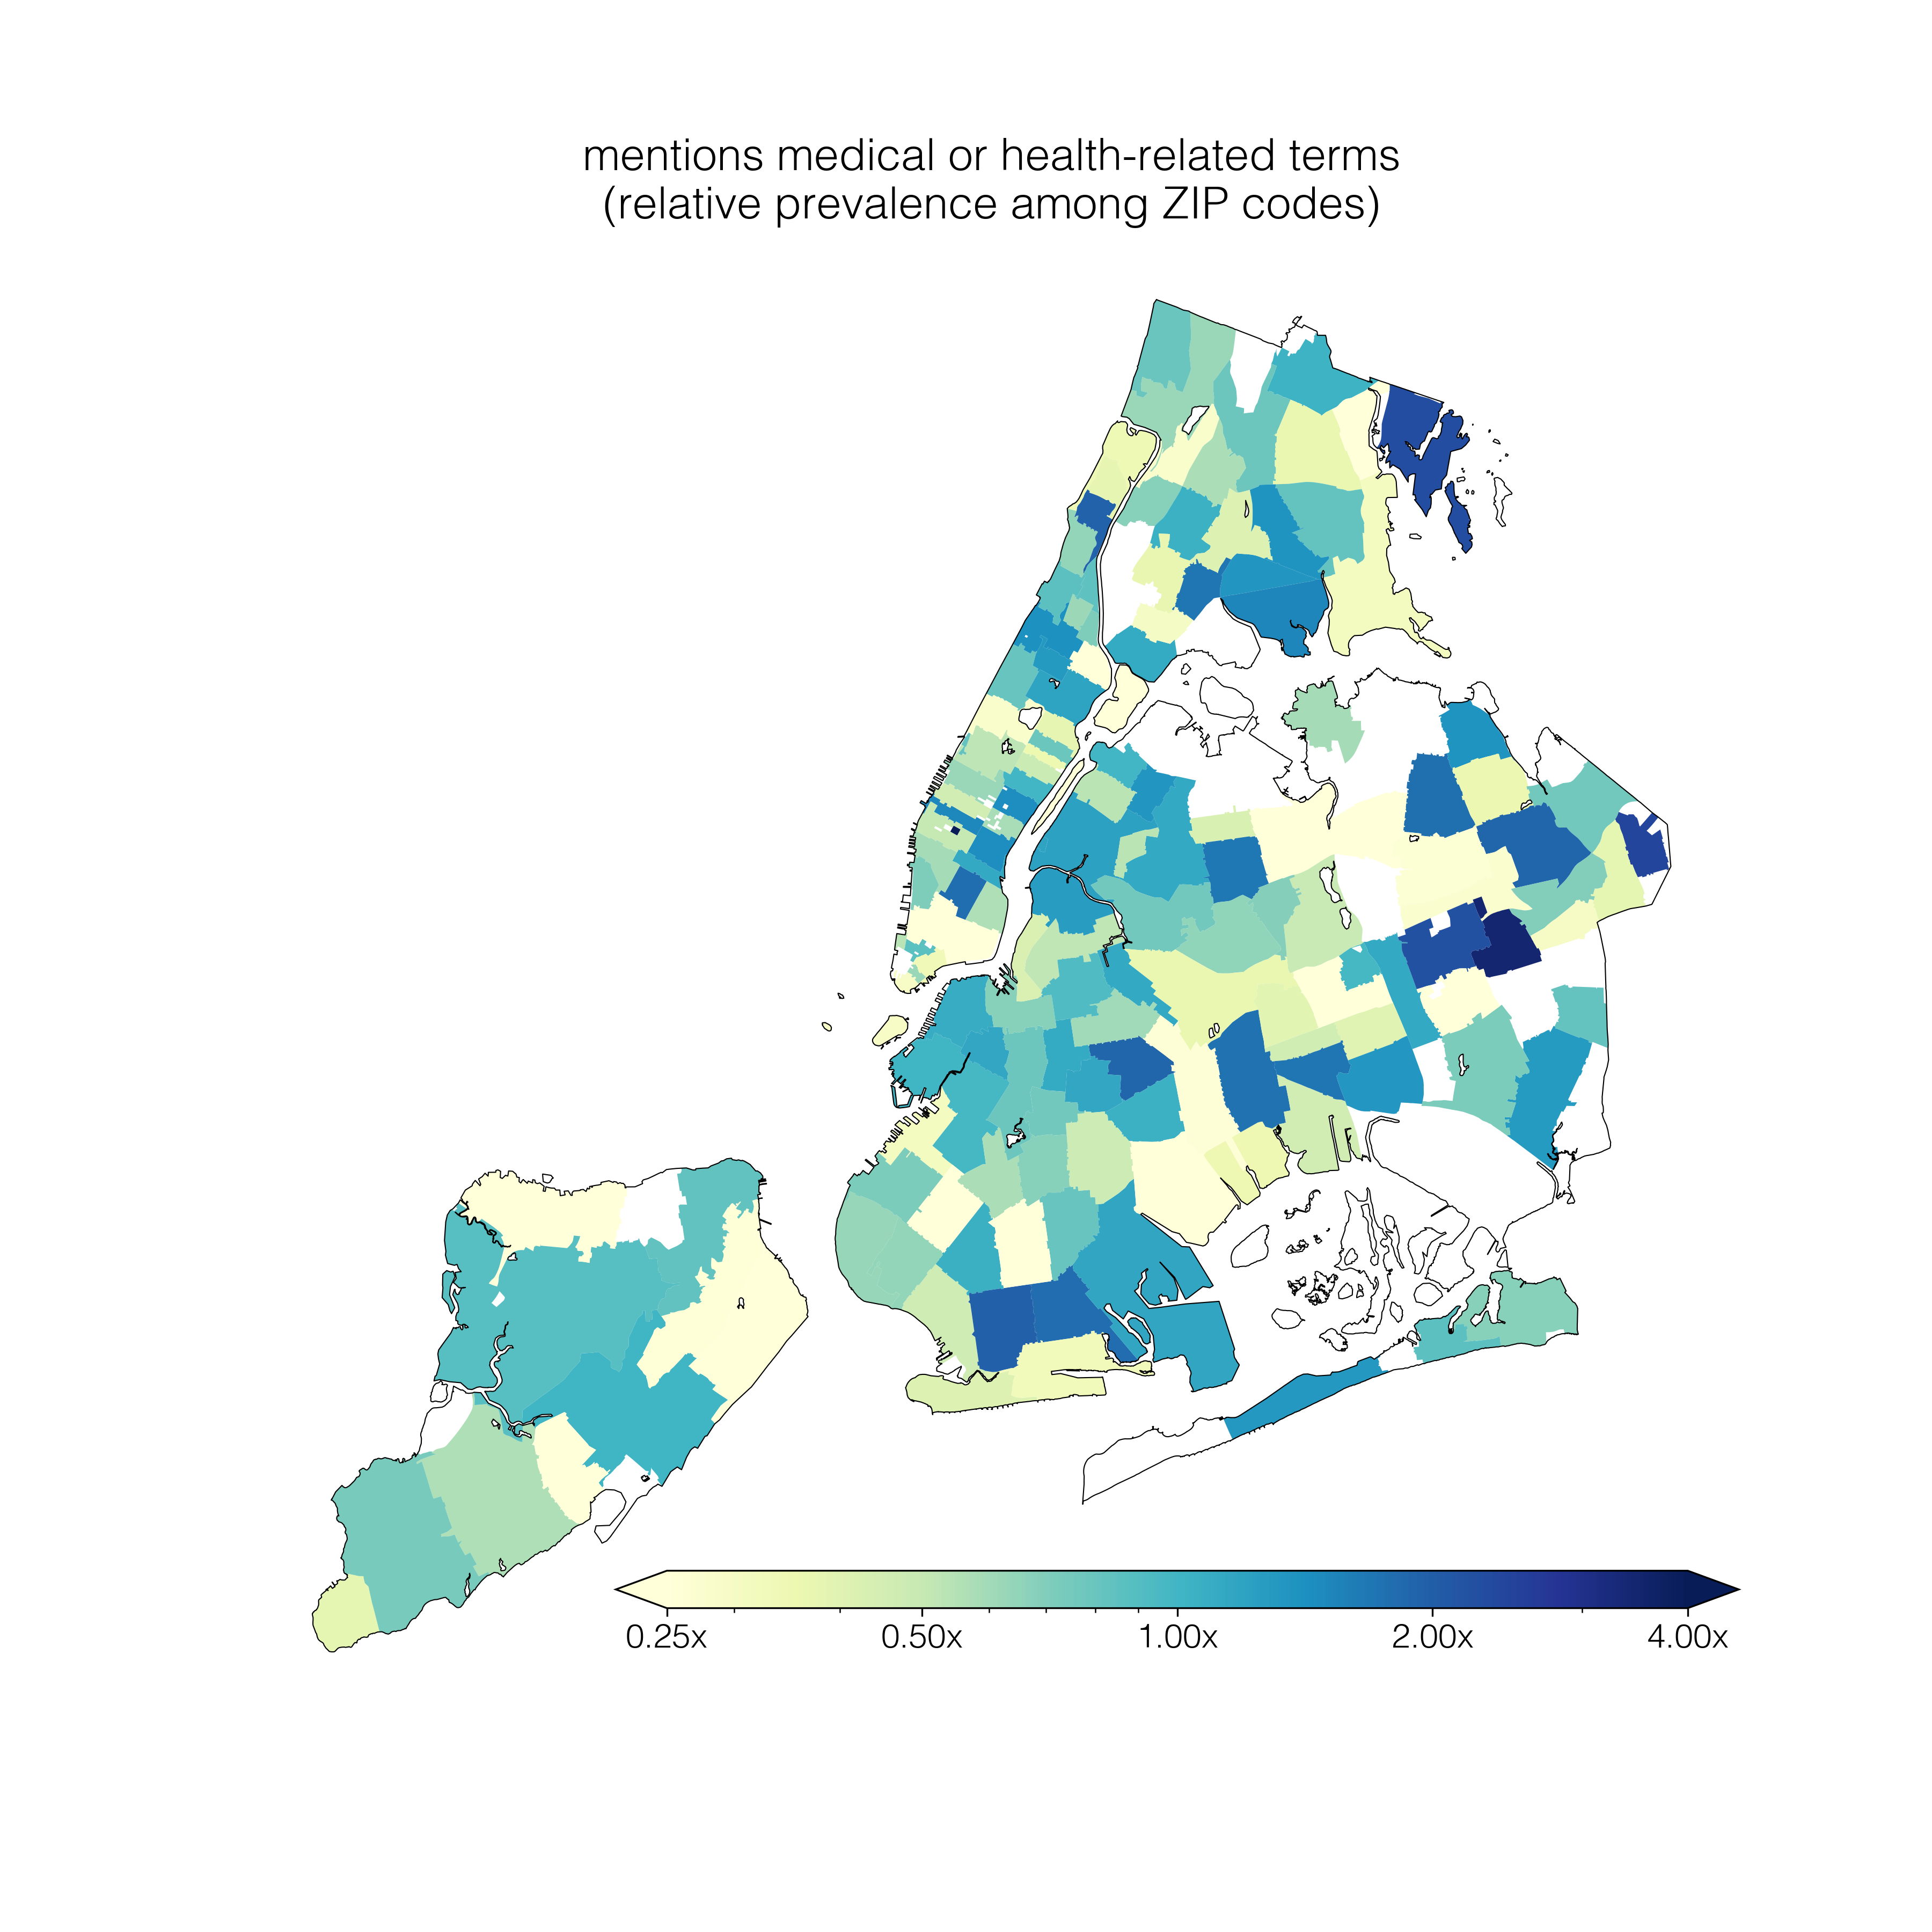 mentions medical or health-related terms
(relative prevalence among ZIP codes)
0.25x 0.50x 1.00x 2.00x 4.00x